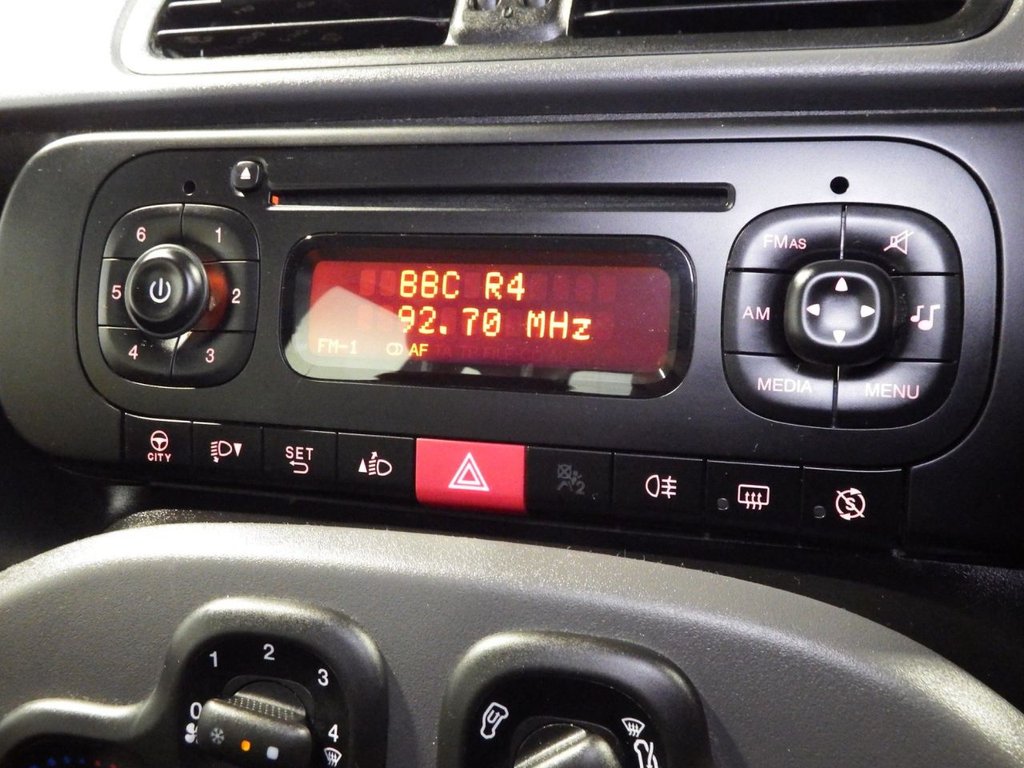 6 1
5 2
4 3
BBC R4
92.70 MHz
FM-1 AF
FMAS
AM
MEDIA MENU
CITY
SET
2
S
0 1 2 3 4